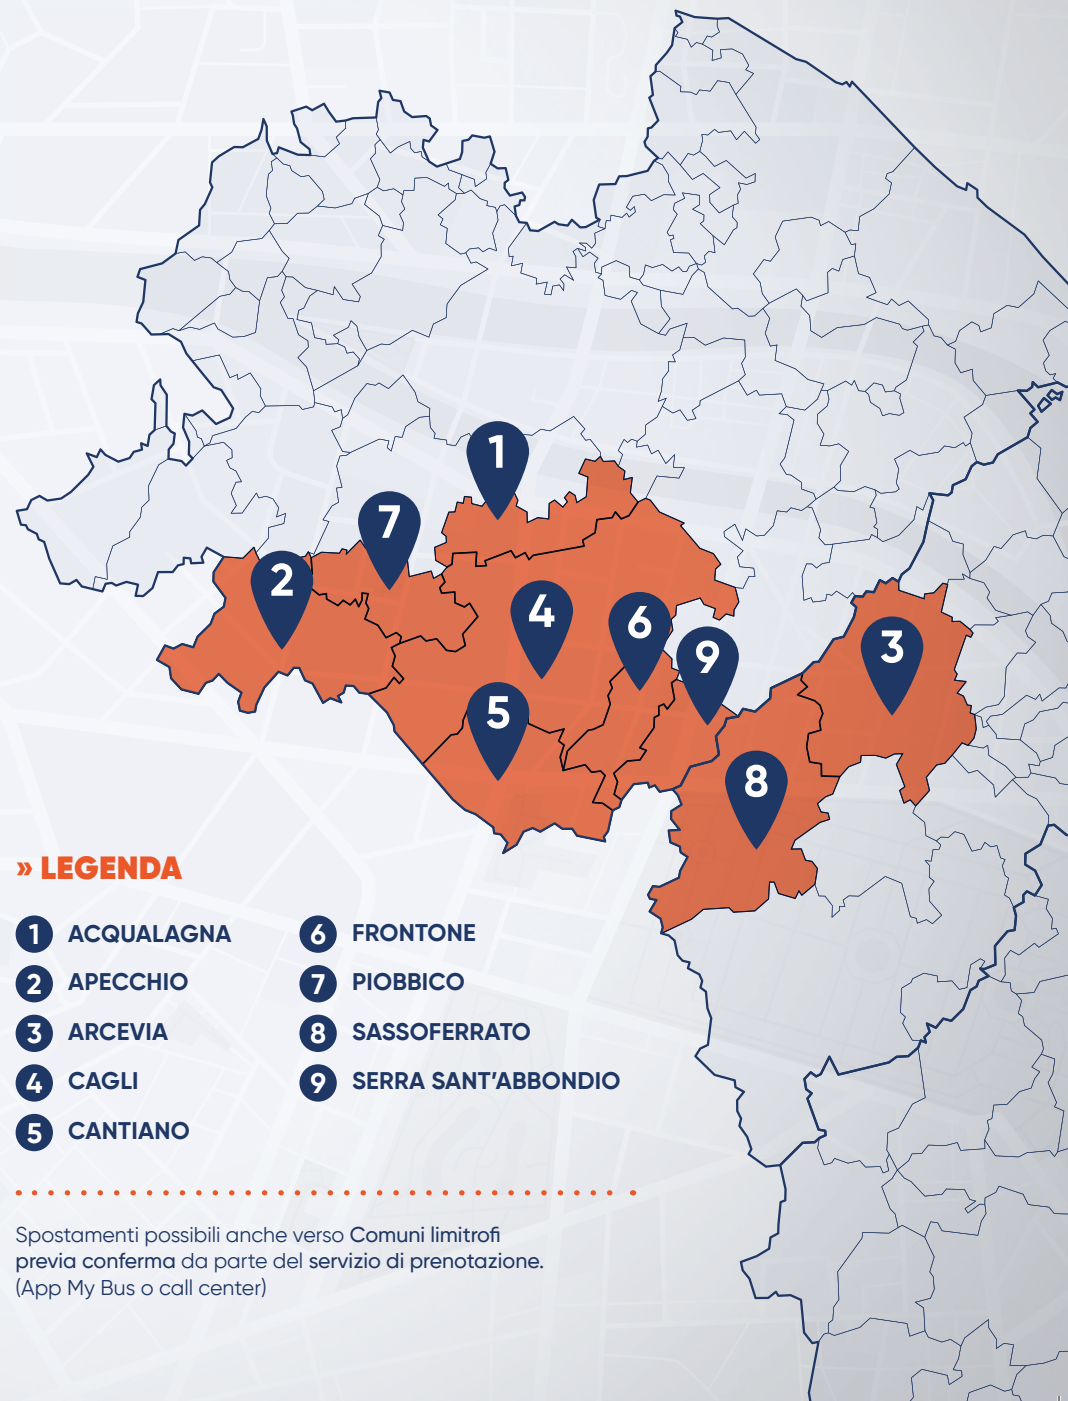 1
7
2
4
6
3
9
5
8
» LEGENDA
1 ACQUALAGNA
2 APECCHIO
3 ARCEVIA
4 CAGLI
5 CANTIANO
6 FRONTONE
7 PIOBBICO
8 SASSOFERRATO
9 SERRA SANT'ABBONDIO
Spostamenti possibili anche verso Comuni limitrofi
previa conferma da parte del servizio di prenotazione.
(App My Bus o call center)